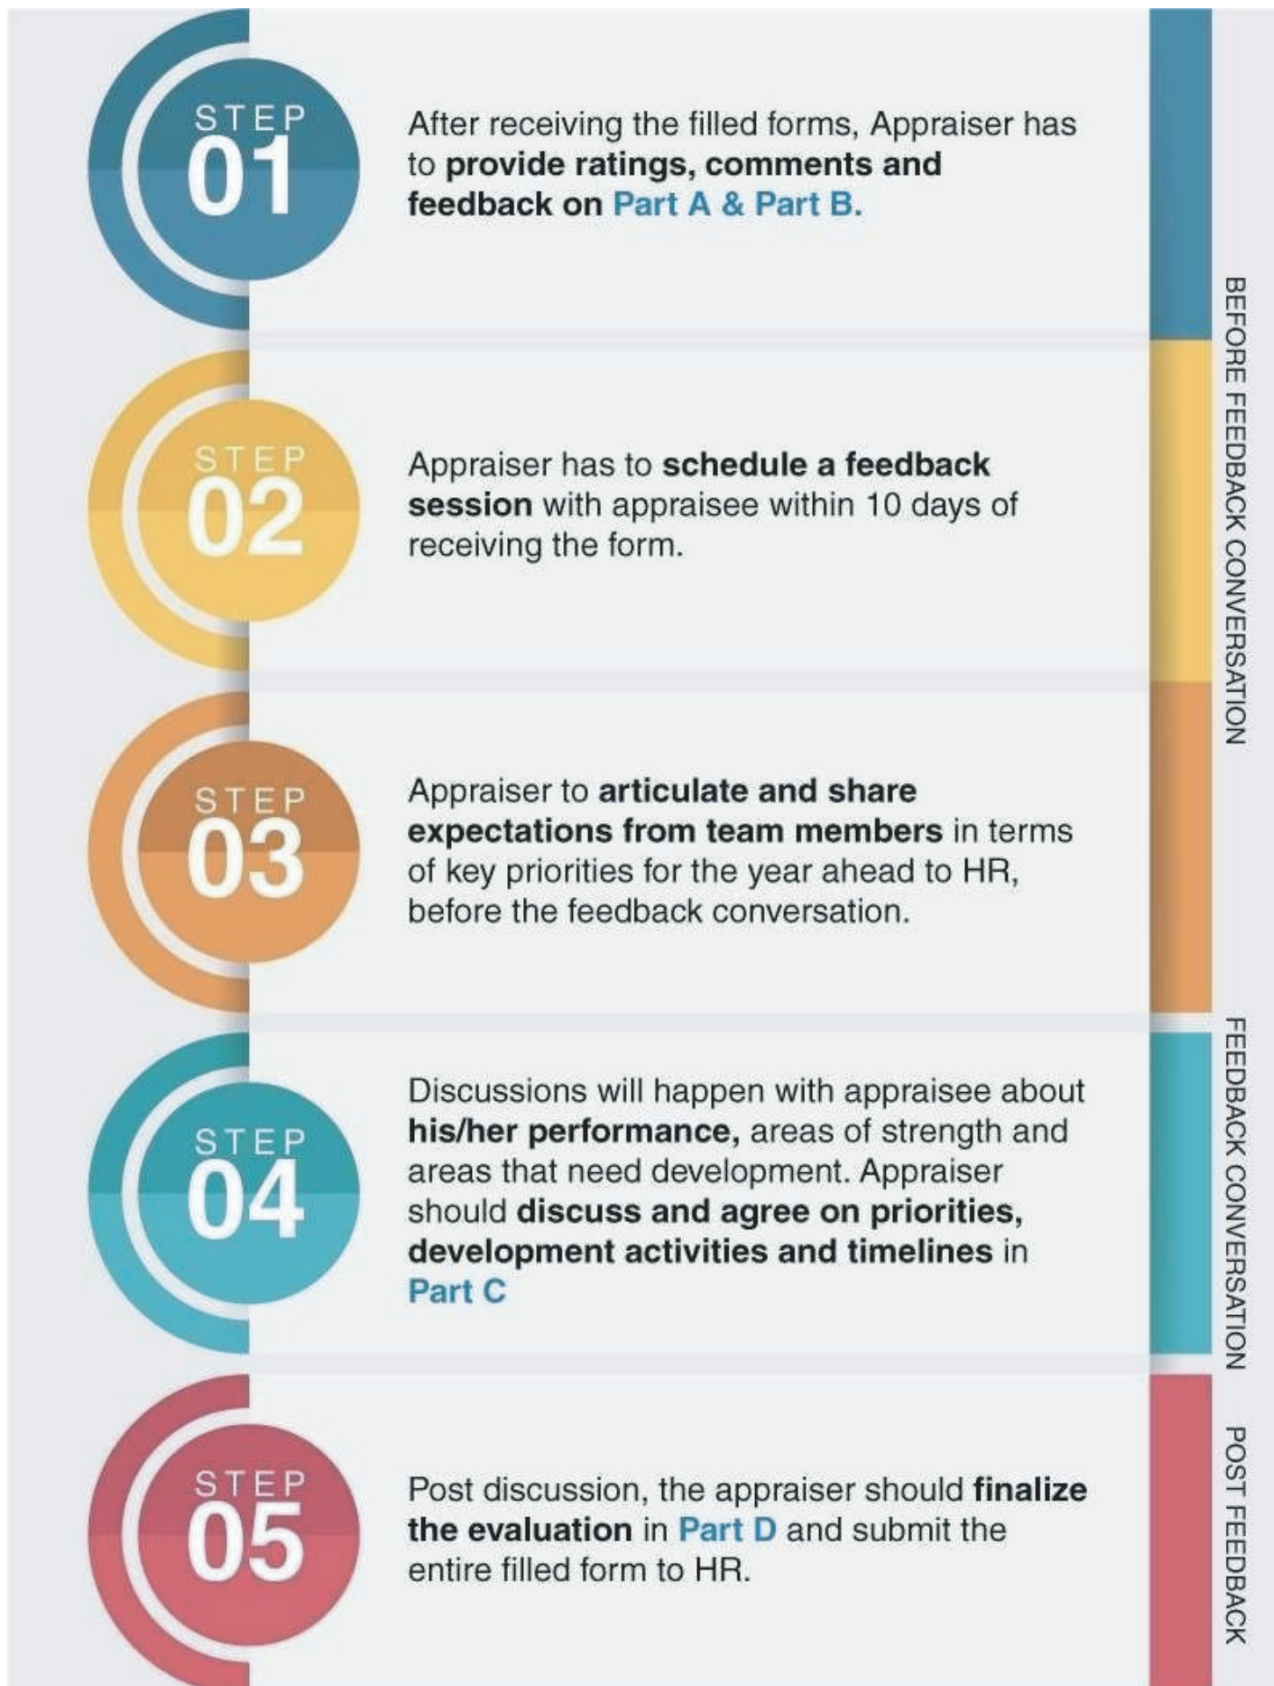 STEP
01
After receiving the filled forms, Appraiser has
to provide ratings, comments and
feedback on Part A & Part B.
STEP
02
Appraiser has to schedule a feedback
session with appraisee within 10 days of
receiving the form.
STEP
03
Appraiser to articulate and share
expectations from team members in terms
of key priorities for the year ahead to HR,
before the feedback conversation.
BEFORE FEEDBACK CONVERSATION
STEP
04
Discussions will happen with appraisee about
his/her performance, areas of strength and
areas that need development. Appraiser
should discuss and agree on priorities,
development activities and timelines in
Part C
FEEDBACK CONVERSATION
STEP
05
Post discussion, the appraiser should finalize
the evaluation in Part D and submit the
entire filled form to HR.
POST FEEDBACK